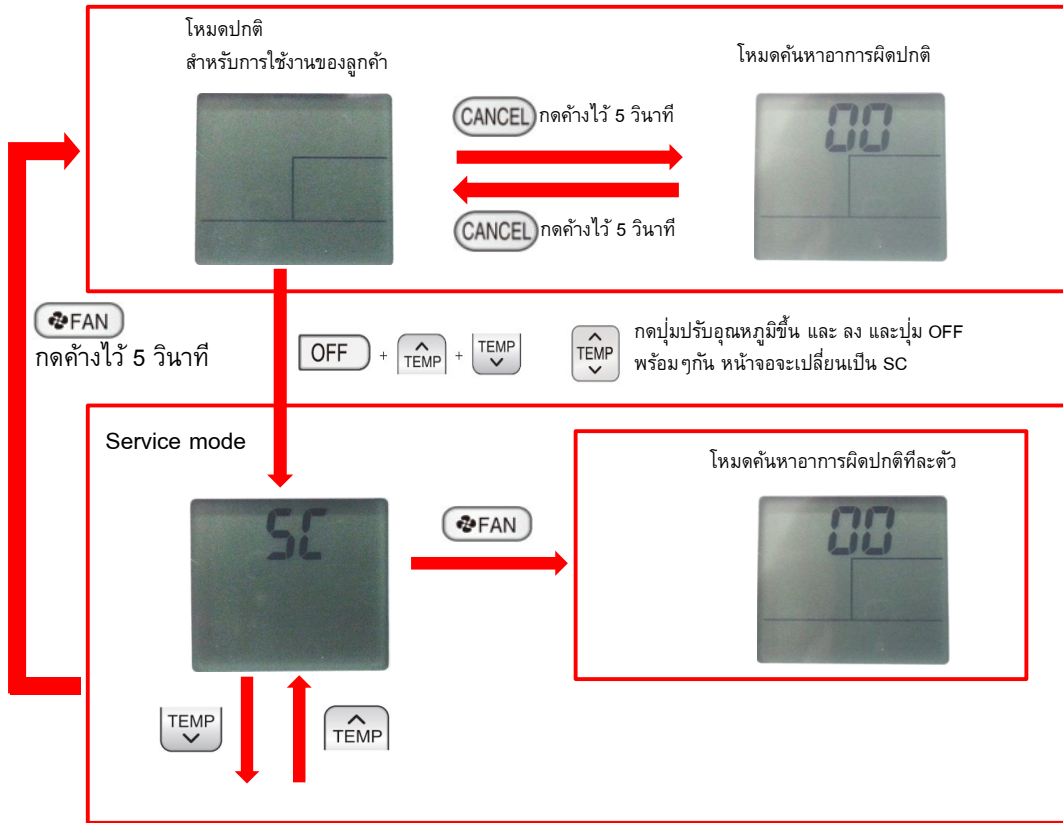 โหมดปกติ
สำหรับการใช้งานของลูกค้า
โหมดค้นหาอาการผิดปกติ
CANCEL กดค้างไว้ 5 วินาที
00
CANCEL กดค้างไว้ 5 วินาที
FAN
กดค้างไว้ 5 วินาที
OFF + TEMP + TEMP
TEMP
กดปุ่มปรับอุณหภูมิขึ้น และ ลง และปุ่ม OFF
พร้อมๆกัน หน้าจอจะเปลี่ยนเป็น SC
Service mode
โหมดค้นหาอาการผิดปกติทีละตัว
SC
FAN
00
TEMP
TEMP